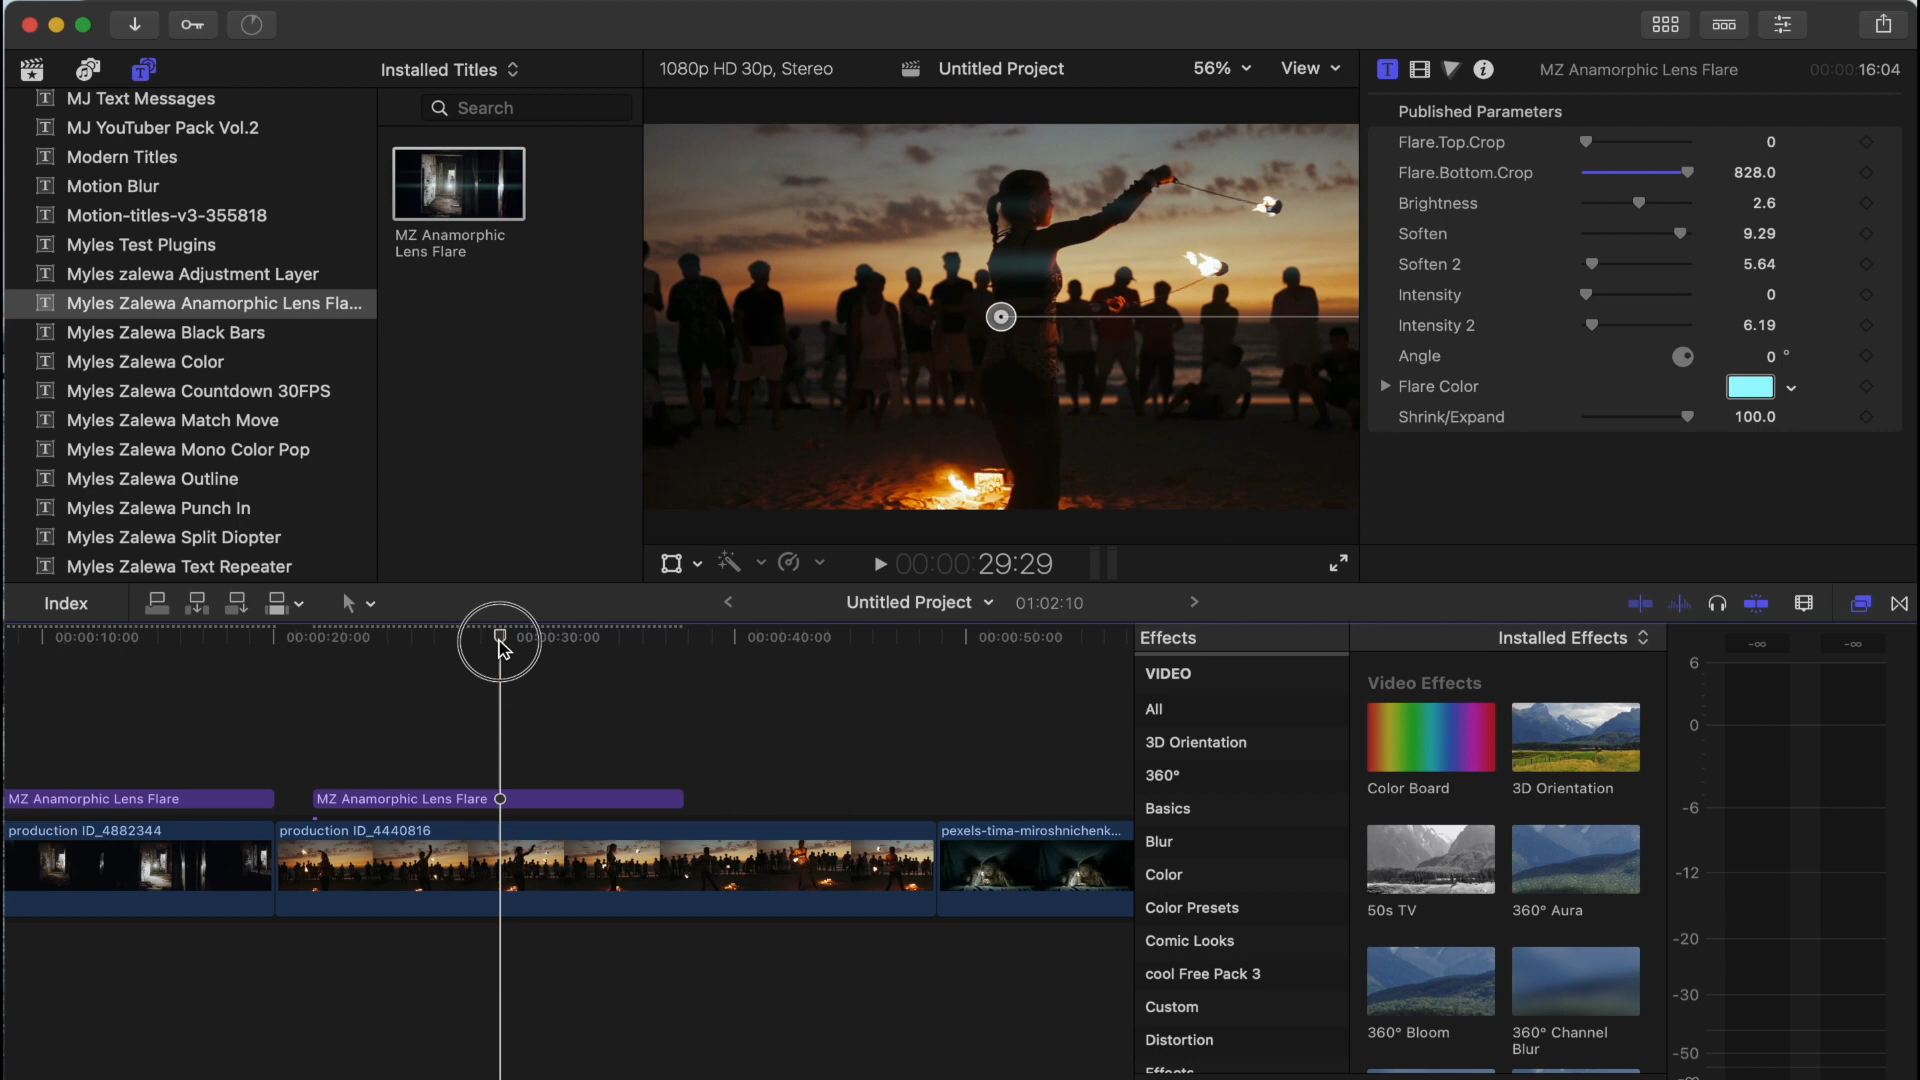 Installed Titles
1080p HD 30p, Stereo
Untitled Project
56%
View
MZ Anamorphic Lens Flare
00:00:16:04
MJ Text Messages
MJ YouTuber Pack Vol.2
Modern Titles
Motion Blur
Motion-titles-v3-355818
Myles Test Plugins
Myles zalewa Adjustment Layer
Myles Zalewa Anamorphic Lens Fla...
Myles Zalewa Black Bars
Myles Zalewa Color
Myles Zalewa Countdown 30FPS
Myles Zalewa Match Move
Myles Zalewa Mono Color Pop
Myles Zalewa Outline
Myles Zalewa Punch In
Myles Zalewa Split Diopter
Myles Zalewa Text Repeater
Search
MZ Anamorphic
Lens Flare
Published Parameters
Flare.Top.Crop 0
Flare.Bottom.Crop 828.0
Brightness 2.6
Soften 9.29
Soften 2 5.64
Intensity 0
Intensity 2 6.19
Angle 0 °
Flare Color
Shrink/Expand 100.0
00:00:29:29
Index
Untitled Project
01:02:10
00:00:10:00
00:00:20:00
00:00:30:00
00:00:40:00
00:00:50:00
MZ Anamorphic Lens Flare
MZ Anamorphic Lens Flare
production ID_4882344
production ID_4440816
pexels-tima-miroshnichenk...
Effects
Installed Effects
VIDEO
All
3D Orientation
360°
Basics
Blur
Color
Color Presets
Comic Looks
cool Free Pack 3
Custom
Distortion
Effects
Video Effects
Color Board
3D Orientation
50s TV
360° Aura
360° Bloom
360° Channel
Blur
-∞
-∞
6
0
-6
-12
-20
-30
-50
-∞